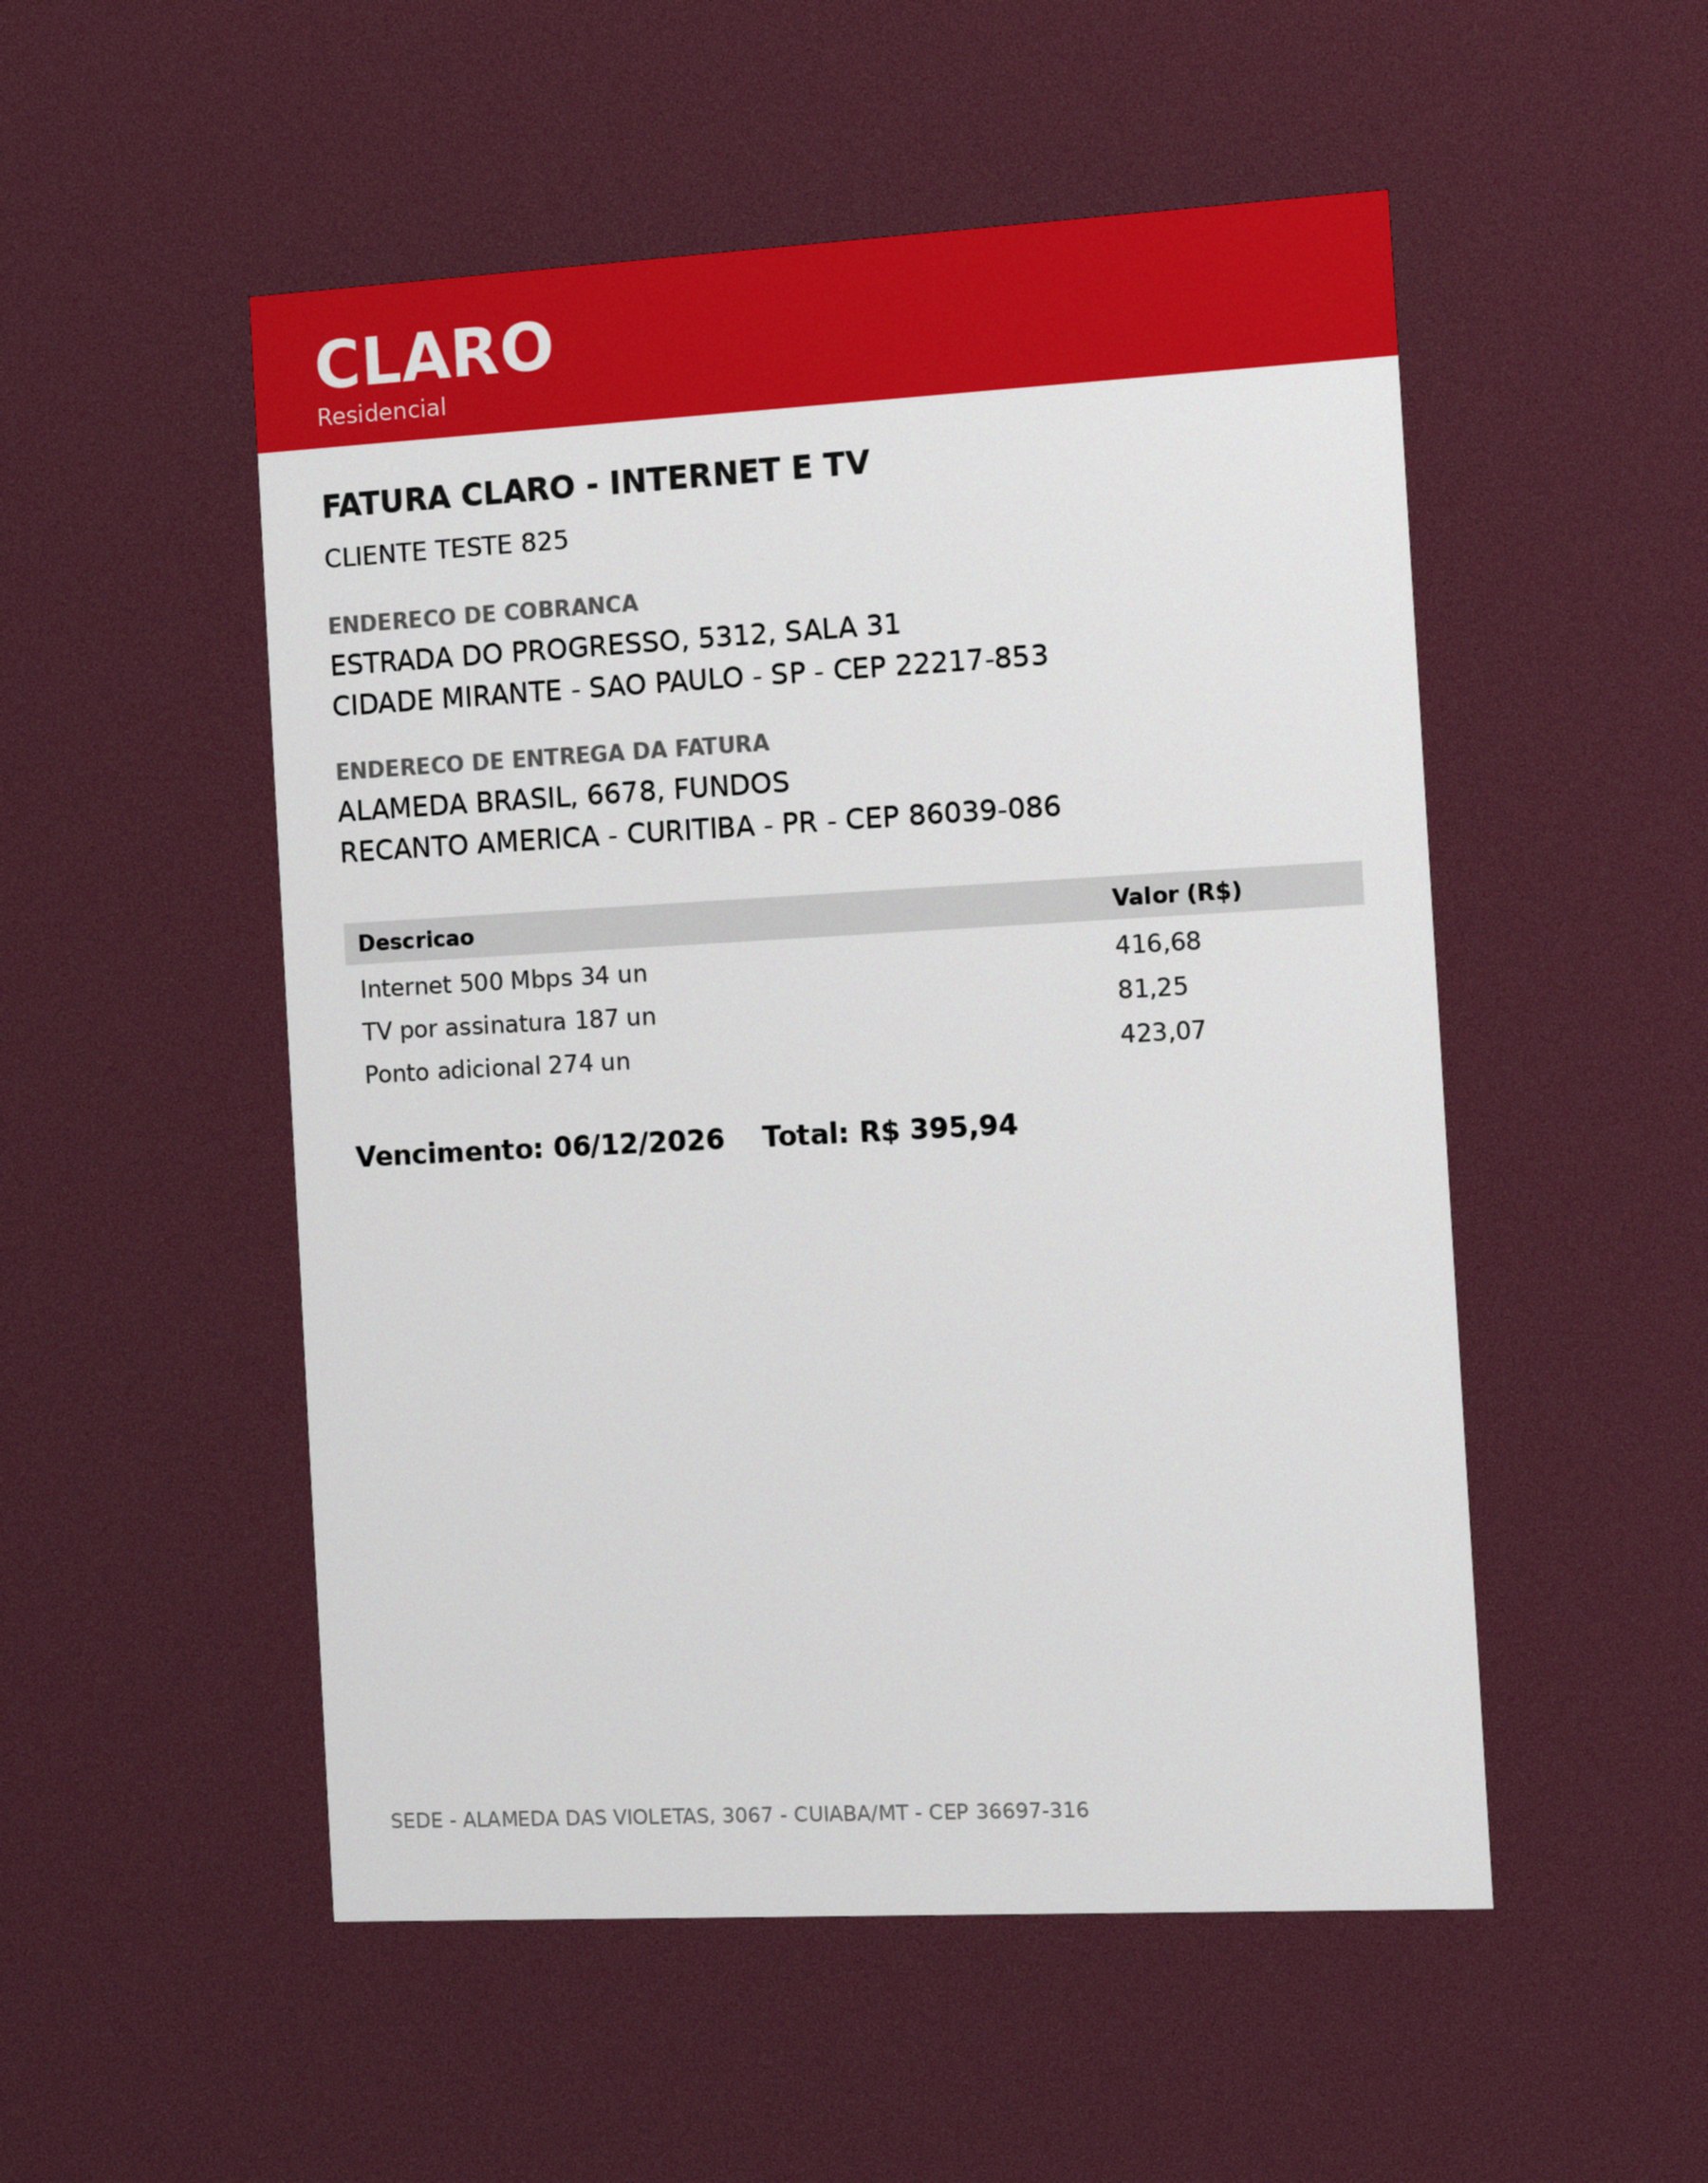 CLARO
Residencial
FATURA CLARO - INTERNET E TV
CLIENTE TESTE 825
ENDERECO DE COBRANCA
ESTRADA DO PROGRESSO, 5312, SALA 31
CIDADE MIRANTE - SAO PAULO - SP - CEP 22217-853
ENDERECO DE ENTREGA DA FATURA
ALAMEDA BRASIL, 6678, FUNDOS
RECANTO AMERICA - CURITIBA - PR - CEP 86039-086
Descricao Valor (R$)
Internet 500 Mbps 34 un 416,68
TV por assinatura 187 un 81,25
Ponto adicional 274 un 423,07
Vencimento: 06/12/2026 Total: R$ 395,94
SEDE - ALAMEDA DAS VIOLETAS, 3067 - CUIABA/MT - CEP 36697-316